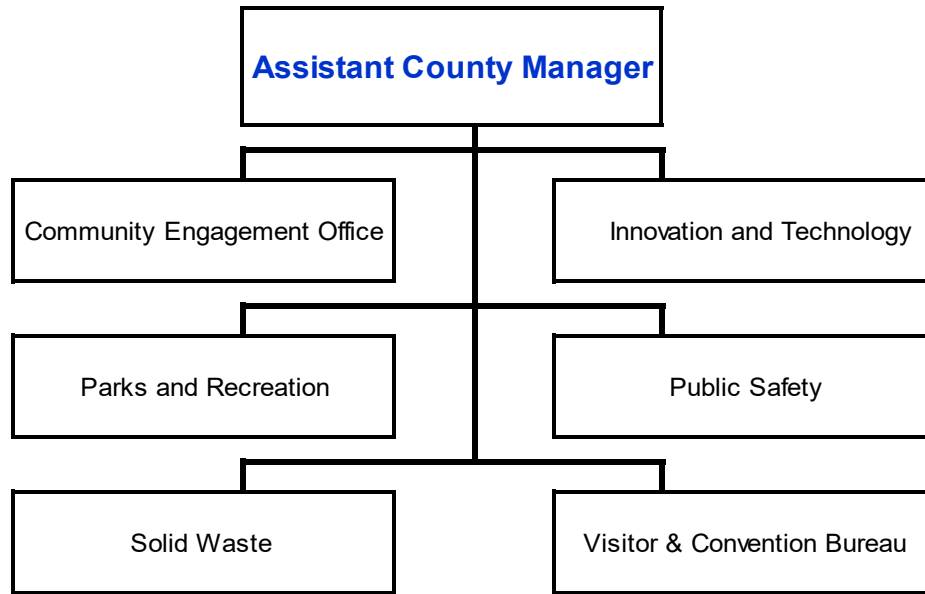 Assistant County Manager
Community Engagement Office
Innovation and Technology
Parks and Recreation
Public Safety
Solid Waste
Visitor & Convention Bureau